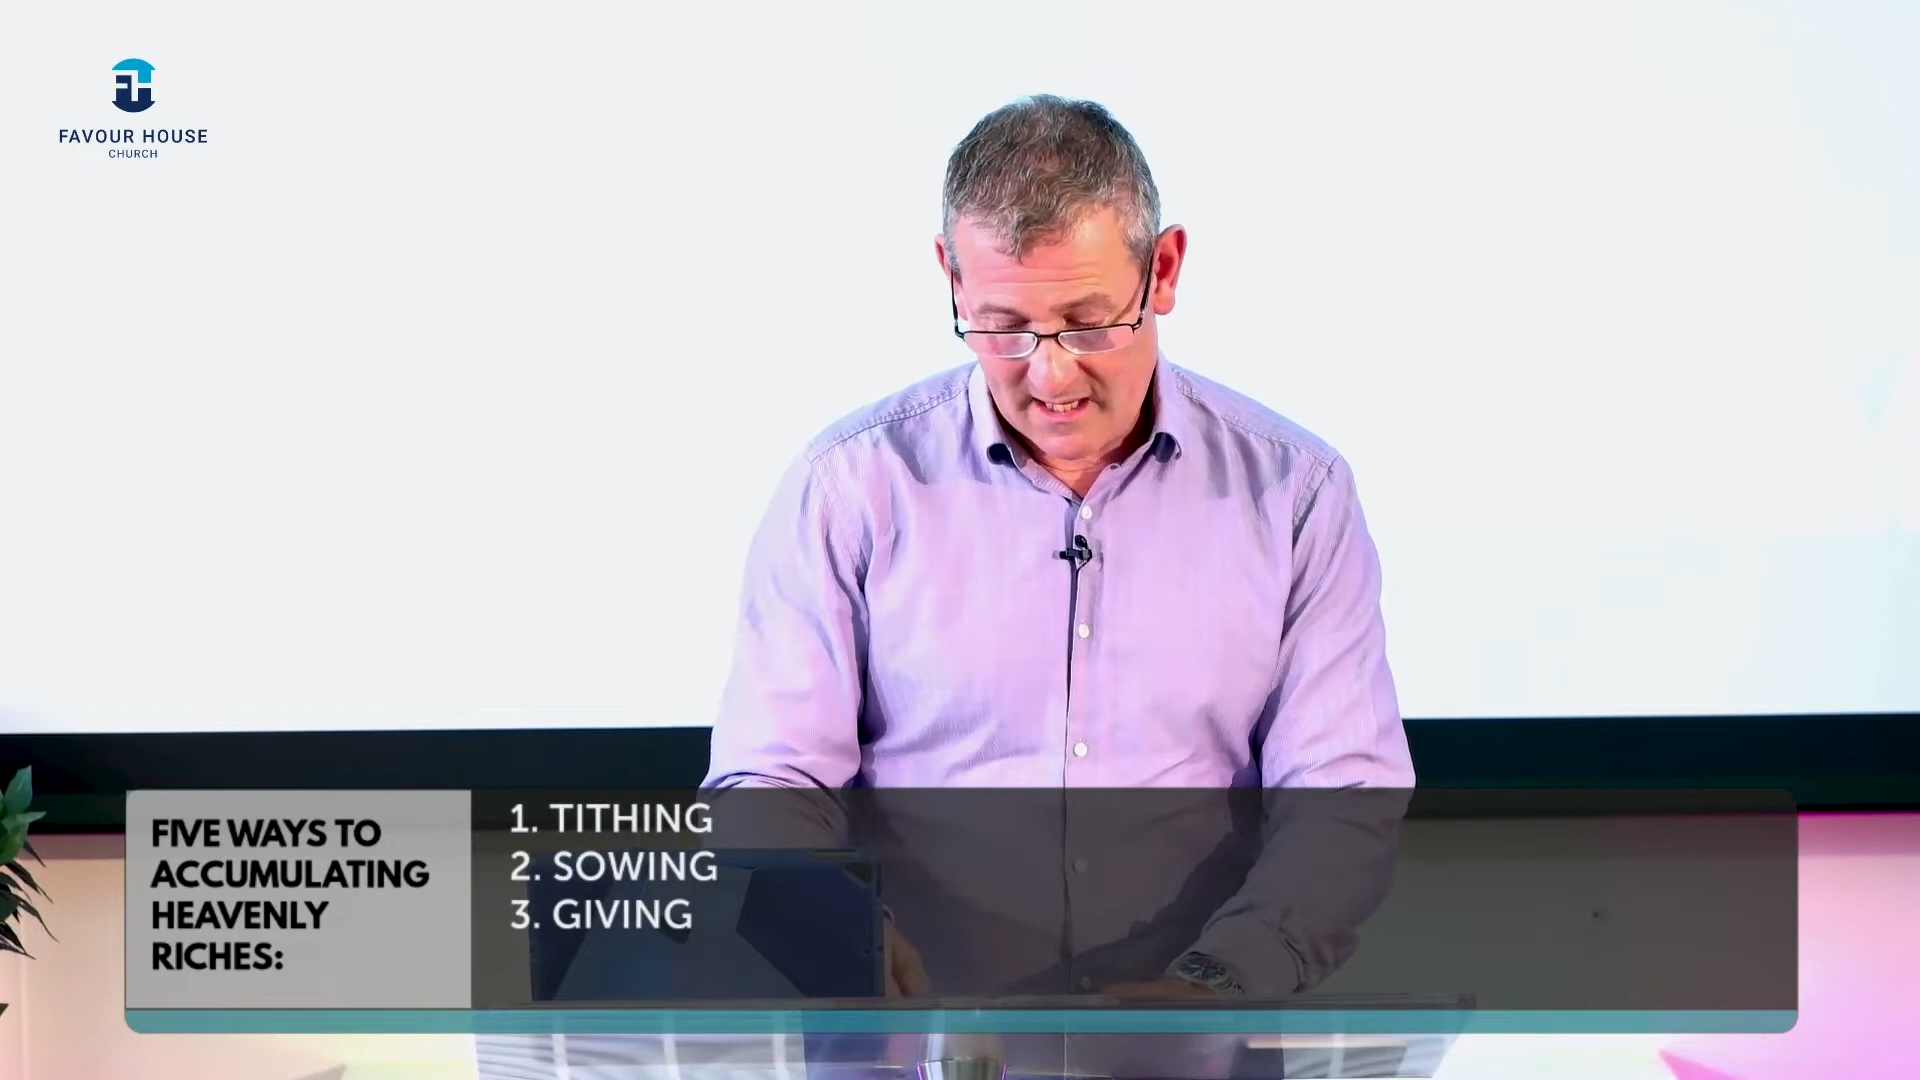 FAVOUR HOUSE
CHURCH
FIVE WAYS TO
ACCUMULATING
HEAVENLY
RICHES:
1. TITHING
2. SOWING
3. GIVING